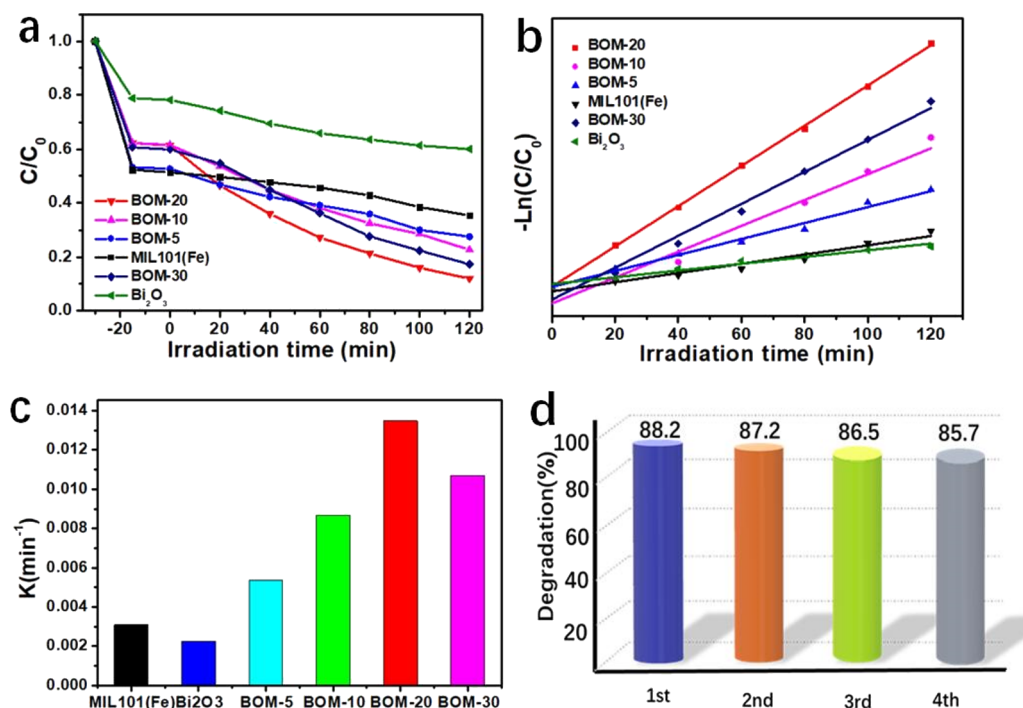 a
C/C0
1.0
0.8
0.6
0.4
0.2
0.0
BOM-20
BOM-10
BOM-5
MIL101(Fe)
BOM-30
Bi2O3
-20 0 20 40 60 80 100 120
Irradiation time (min)
b
-Ln(C/C0)
BOM-20
BOM-10
BOM-5
MIL101(Fe)
BOM-30
Bi2O3
0 20 40 60 80 100 120
Irradiation time (min)
c
K(min-1)
0.014
0.012
0.010
0.008
0.006
0.004
0.002
0.000
MIL101(Fe) Bi2O3 BOM-5 BOM-10 BOM-20 BOM-30
d
Degradation(%)
100
80
60
40
20
88.2 87.2 86.5 85.7
1st 2nd 3rd 4th